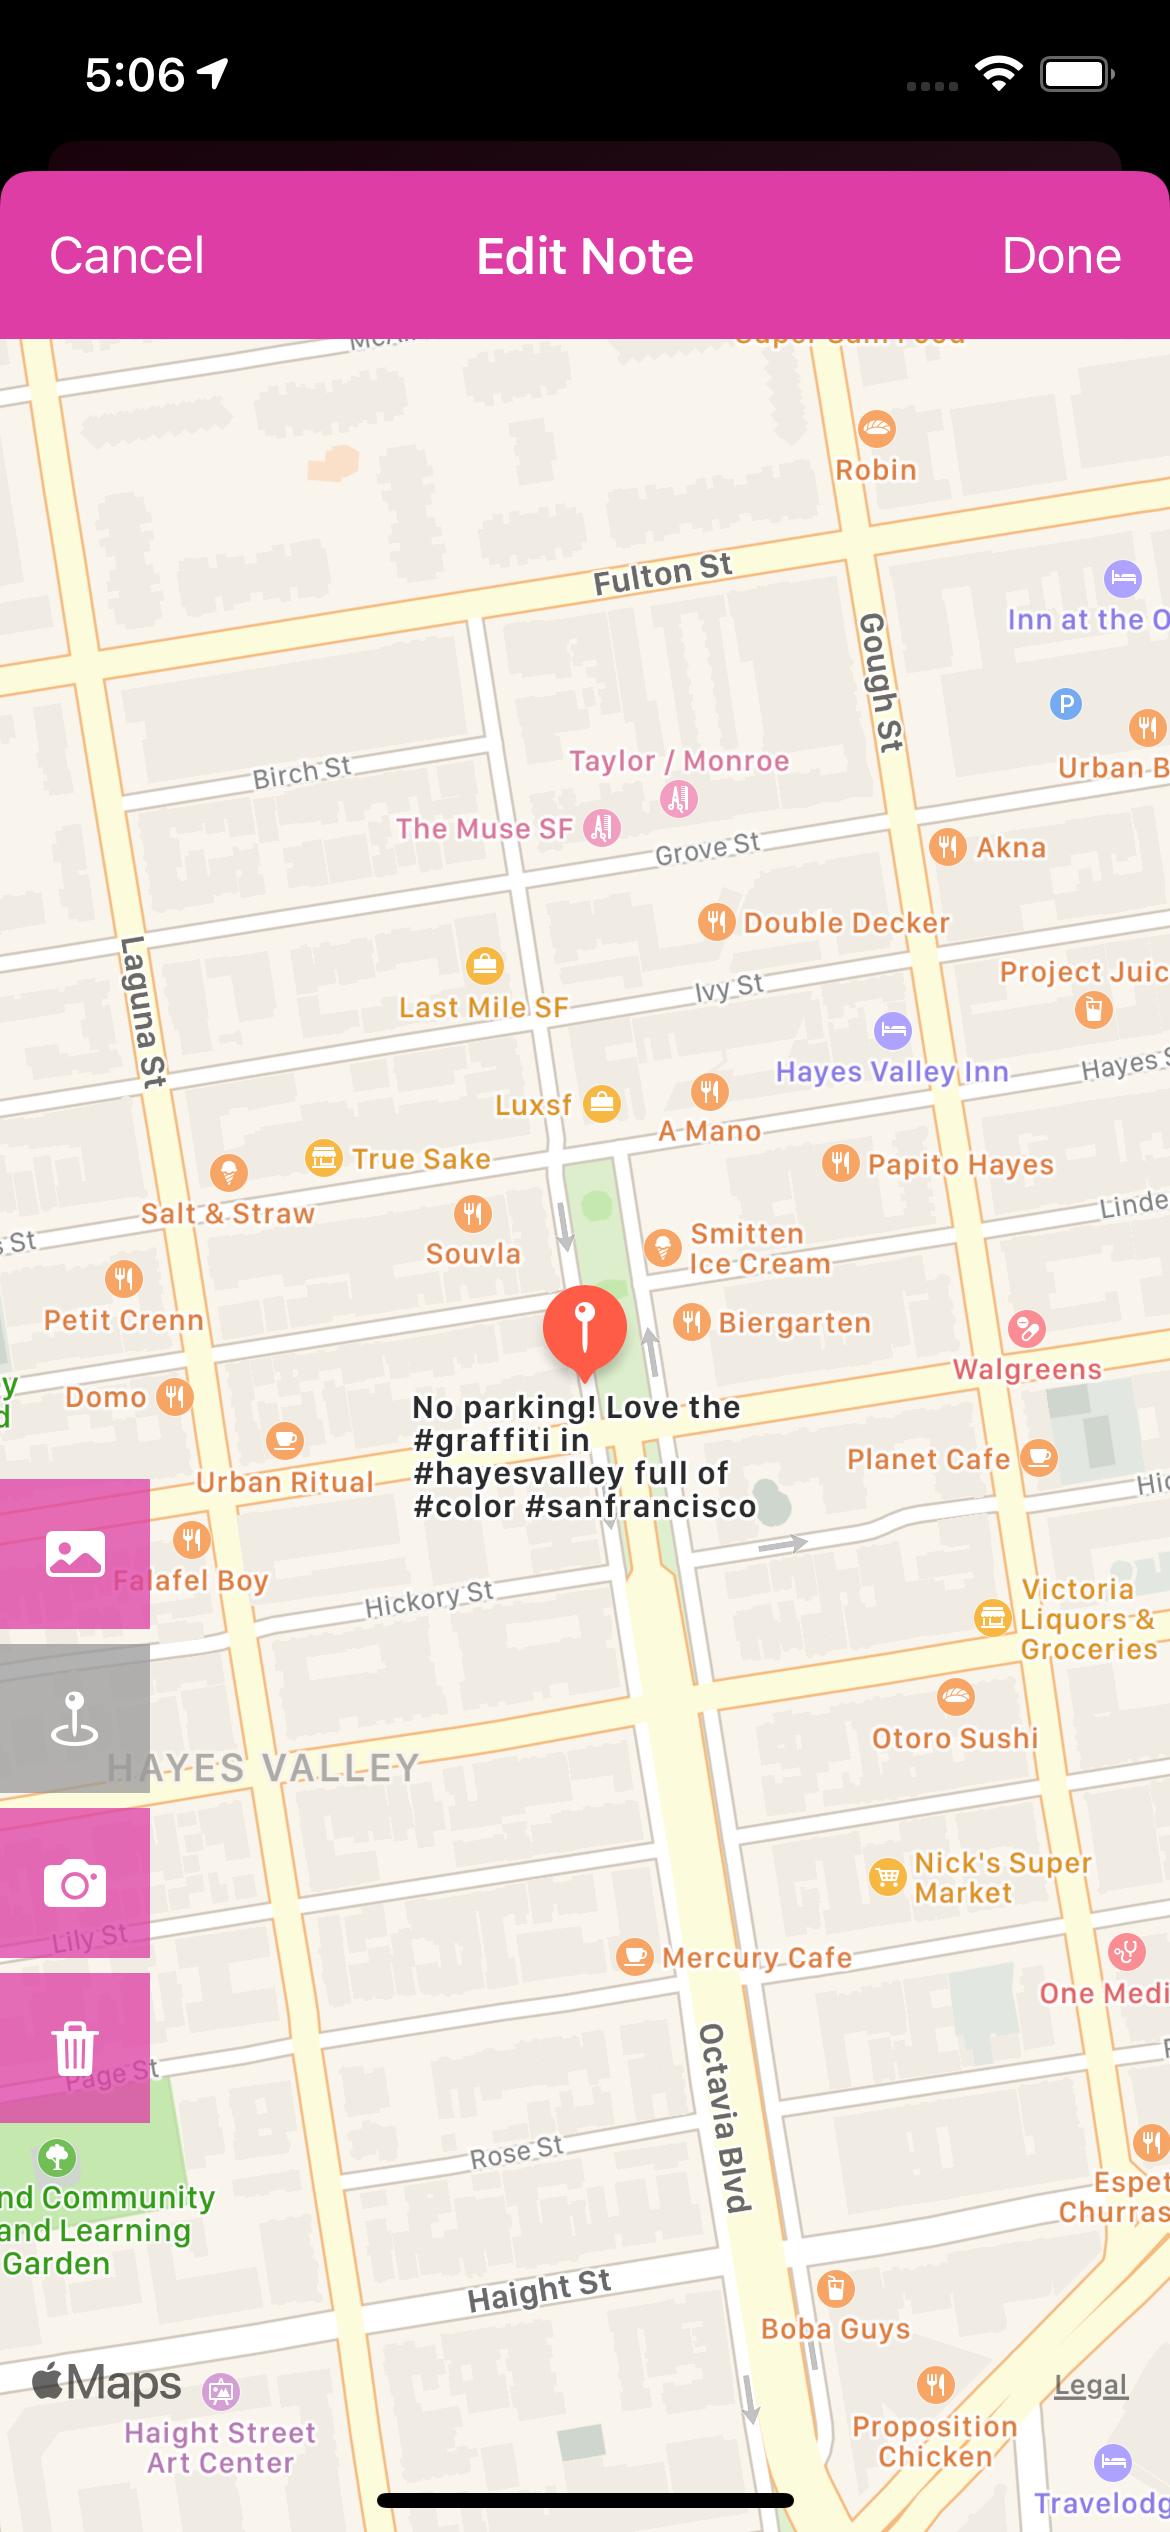 5:06
Cancel
Edit Note
Done
Robin
Fulton St
Inn at the
Gough St
P
Urban
Birch St
Taylor / Monroe
The Muse SF
Grove St
Akna
Double Decker
Laguna St
Last Mile SF
Ivy St
Project
Hayes Valley Inn
Hayes
Luxsf
A Mano
True Sake
Papito Hayes
Salt & Straw
St
Souvla
Smitten
Ice Cream
Petit Crenn
Biergarten
Walgreens
Domo
No parking! Love the
#graffiti in
#hayesvalley full of
#color #sanfrancisco
Urban Ritual
Planet Cafe
Falafel Boy
Hickory St
Victoria
Liquors &
Groceries
Otoro Sushi
HAYES VALLEY
Nick's Super
Market
Lily St
Mercury Cafe
One
Page St
Octavia Blvd
Rose St
Community
and Learning
Garden
Haight St
Boba Guys
Maps
Legal
Haight Street
Art Center
Proposition
Chicken